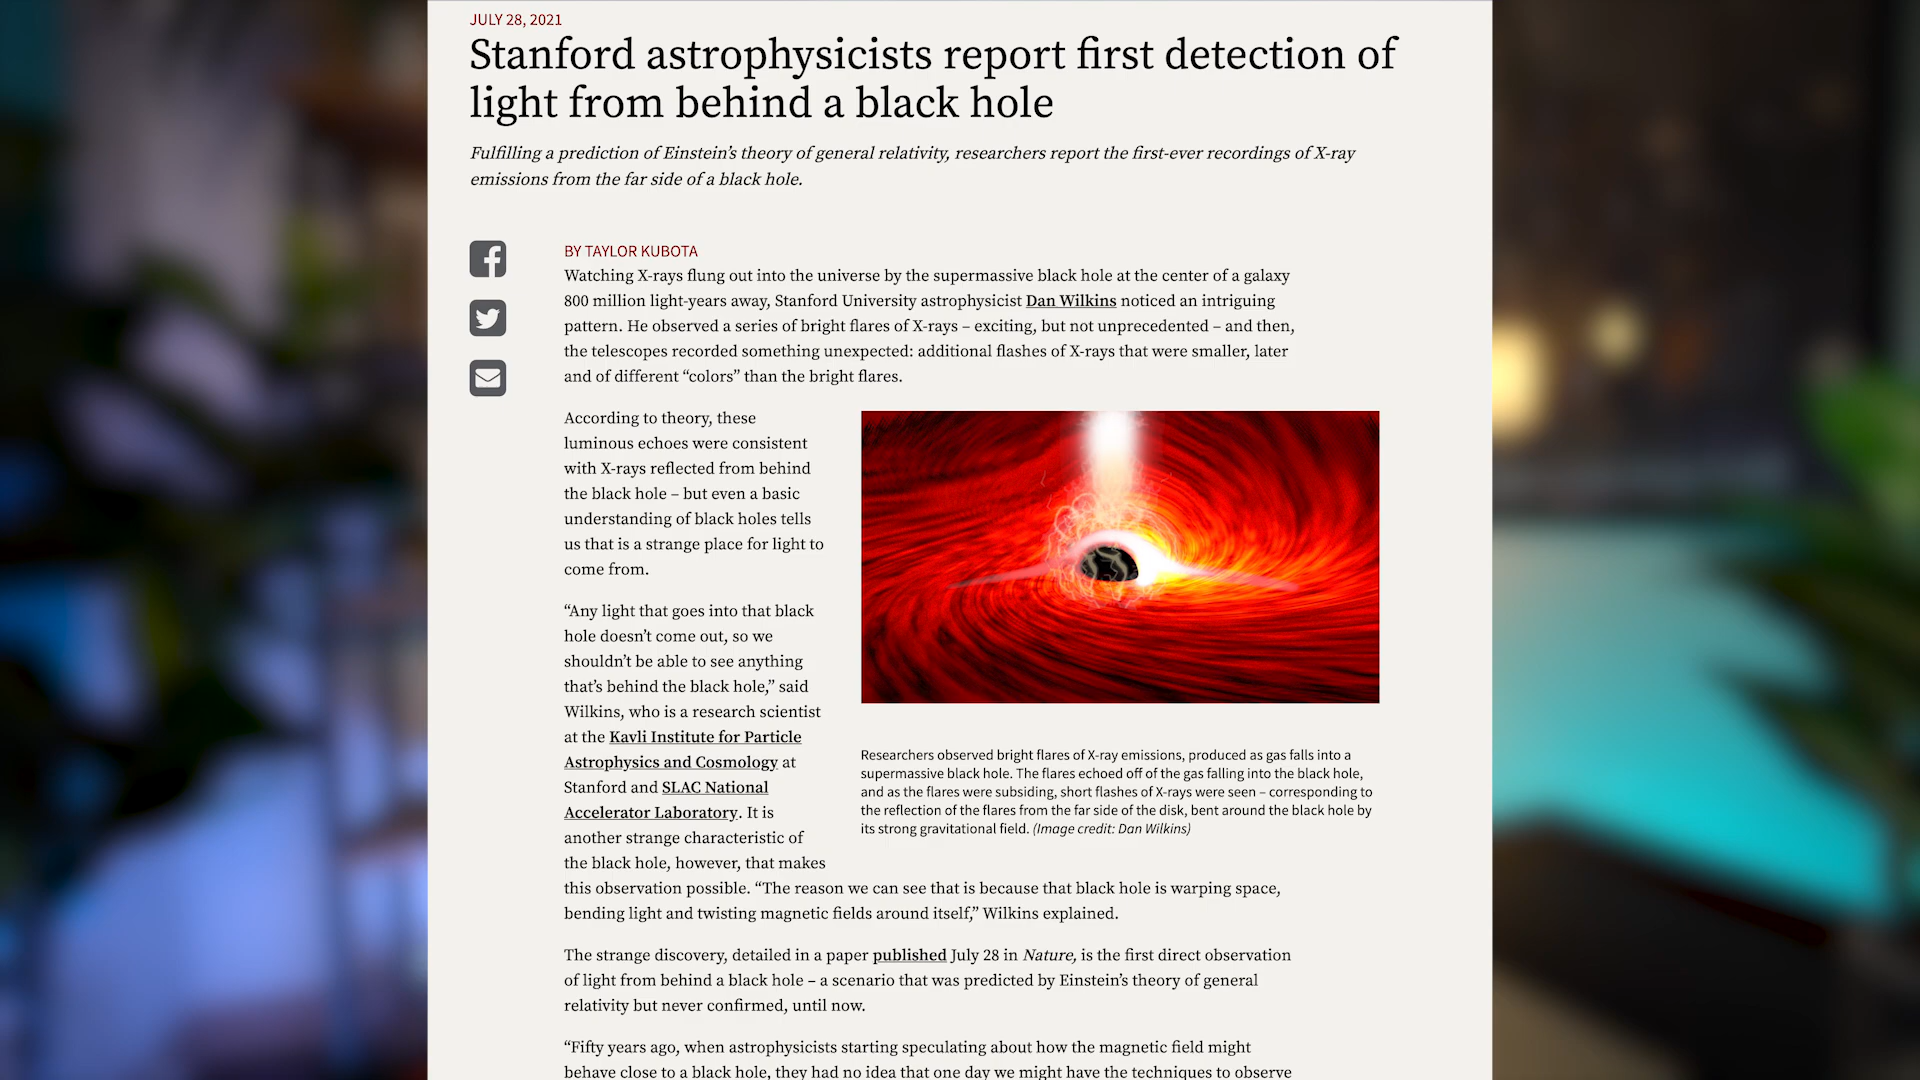 JULY 28, 2021
Stanford astrophysicists report first detection of
light from behind a black hole
Fulfilling a prediction of Einstein’s theory of general relativity, researchers report the first-ever recordings of X-ray
emissions from the far side of a black hole.
BY TAYLOR KUBOTA
Watching X-rays flung out into the universe by the supermassive black hole at the center of a galaxy
800 million light-years away, Stanford University astrophysicist Dan Wilkins noticed an intriguing
pattern. He observed a series of bright flares of X-rays – exciting, but not unprecedented – and then,
the telescopes recorded something unexpected: additional flashes of X-rays that were smaller, later
and of different “colors” than the bright flares.
According to theory, these
luminous echoes were consistent
with X-rays reflected from behind
the black hole – but even a basic
understanding of black holes tells
us that is a strange place for light to
come from.
“Any light that goes into that black
hole doesn’t come out, so we
shouldn’t be able to see anything
that’s behind the black hole,” said
Wilkins, who is a research scientist
at the Kavli Institute for Particle
Astrophysics and Cosmology at
Stanford and SLAC National
Accelerator Laboratory. It is
another strange characteristic of
the black hole, however, that makes
this observation possible. “The reason we can see that is because that black hole is warping space,
bending light and twisting magnetic fields around itself,” Wilkins explained.
Researchers observed bright flares of X-ray emissions, produced as gas falls into a
supermassive black hole. The flares echoed off of the gas falling into the black hole,
and as the flares were subsiding, short flashes of X-rays were seen – corresponding to
the reflection of the flares from the far side of the disk, bent around the black hole by
its strong gravitational field. (Image credit: Dan Wilkins)
The strange discovery, detailed in a paper published July 28 in Nature, is the first direct observation
of light from behind a black hole – a scenario that was predicted by Einstein’s theory of general
relativity but never confirmed, until now.
“Fifty years ago, when astrophysicists starting speculating about how the magnetic field might
behave close to a black hole, they had no idea that one day we might have the techniques to observe